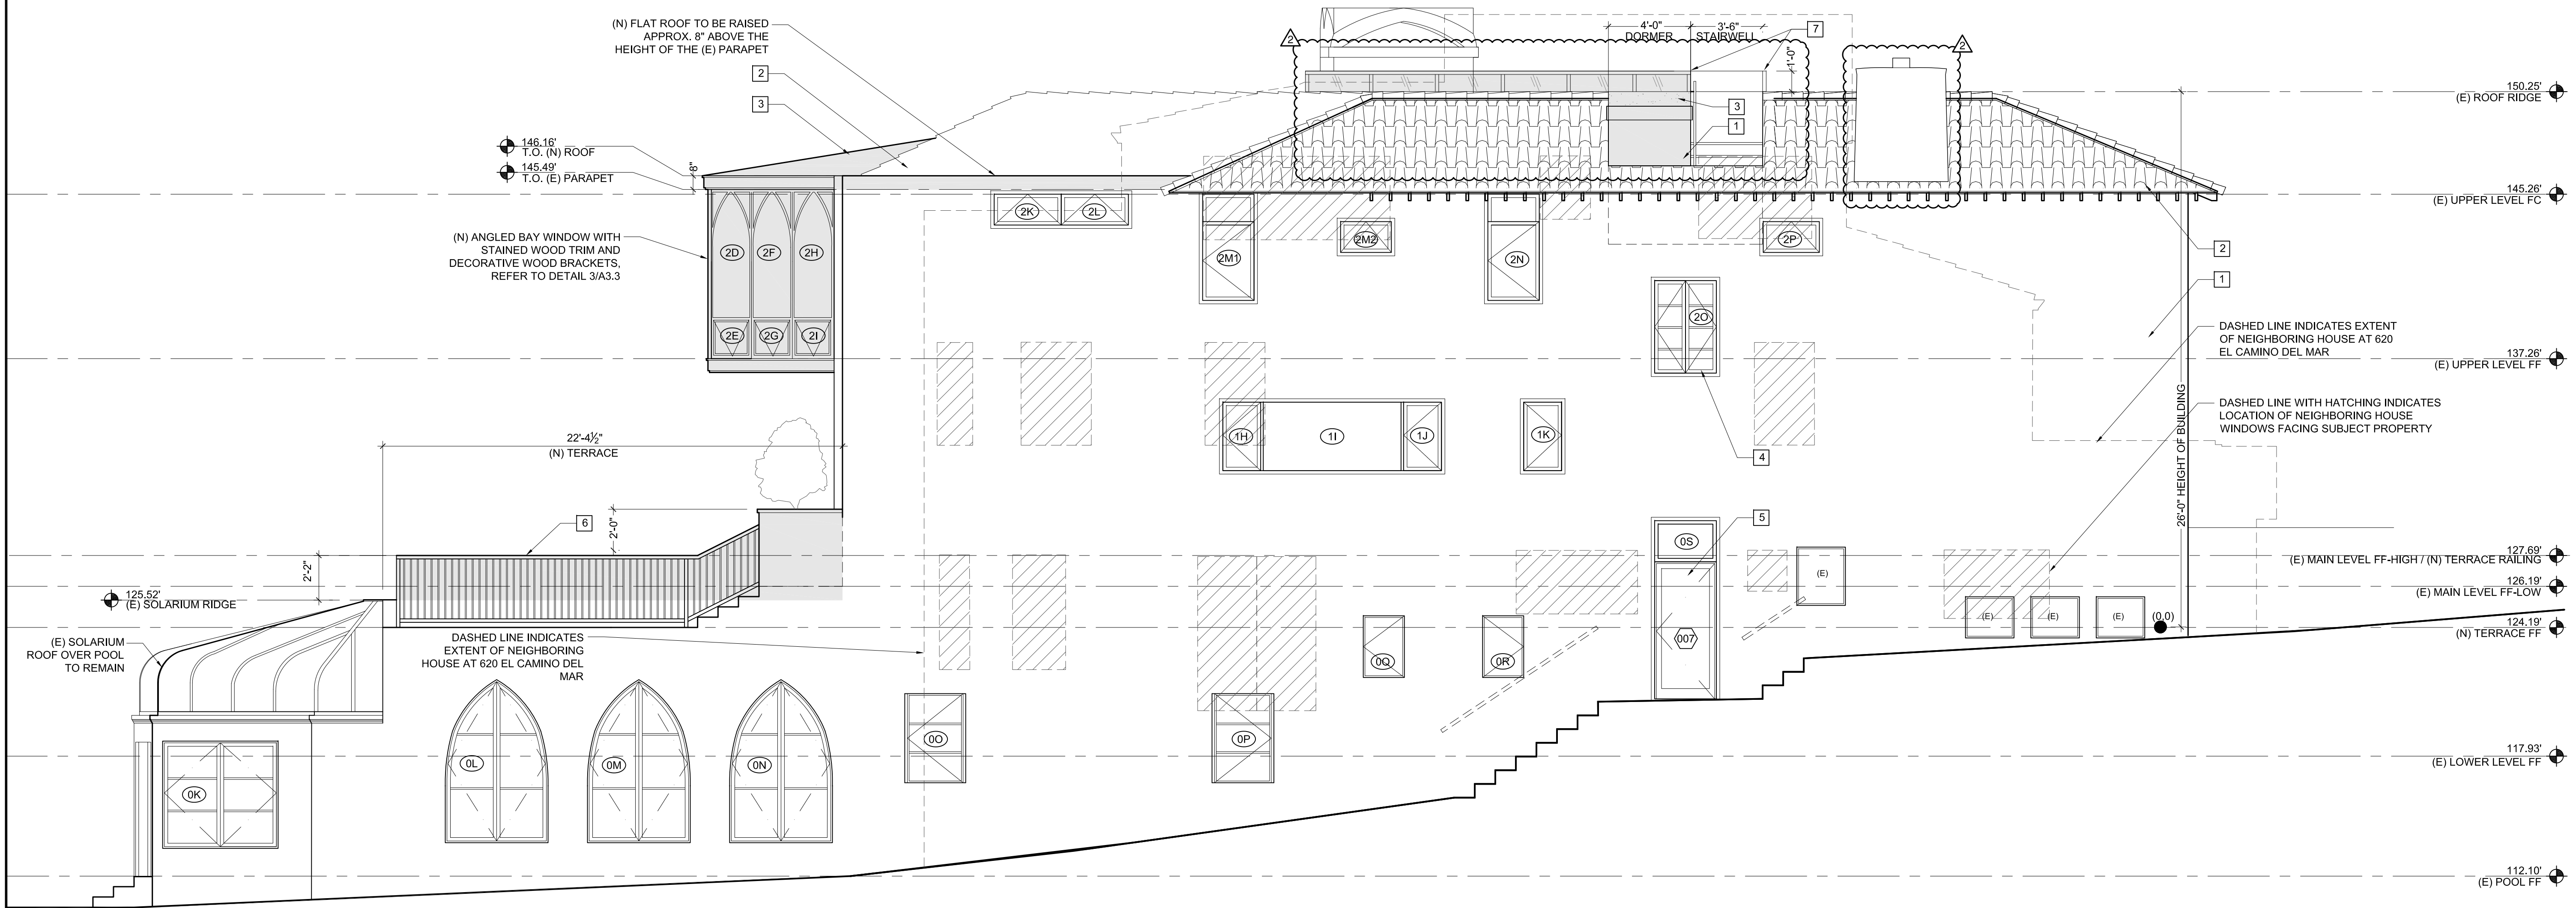 (N) FLAT ROOF TO BE RAISED
APPROX. 8" ABOVE THE
HEIGHT OF THE (E) PARAPET
2
3
2
4'-0"
DORMER
3'-6"
STAIRWELL
7
1'-0"
2
3
1
150.25'
(E) ROOF RIDGE
146.16'
T.O. (N) ROOF
145.49'
T.O. (E) PARAPET
8"
145.26'
(E) UPPER LEVEL FC
(N) ANGLED BAY WINDOW WITH
STAINED WOOD TRIM AND
DECORATIVE WOOD BRACKETS,
REFER TO DETAIL 3/A3.3
2D
2F
2H
2E
2G
2I
2K
2L
2M1
2M2
2N
2P
2O
2
1
DASHED LINE INDICATES EXTENT
OF NEIGHBORING HOUSE AT 620
EL CAMINO DEL MAR
137.26'
(E) UPPER LEVEL FF
DASHED LINE WITH HATCHING INDICATES
LOCATION OF NEIGHBORING HOUSE
WINDOWS FACING SUBJECT PROPERTY
26'-0" HEIGHT OF BUILDING
22'-4½"
(N) TERRACE
1H
1I
1J
1K
4
6
2'-0"
2'-2"
5
0S
007
(E)
(E)
(E)
(E)
(0,0)
127.69'
(E) MAIN LEVEL FF-HIGH / (N) TERRACE RAILING
126.19'
(E) MAIN LEVEL FF-LOW
124.19'
(N) TERRACE FF
125.52'
(E) SOLARIUM RIDGE
(E) SOLARIUM
ROOF OVER POOL
TO REMAIN
DASHED LINE INDICATES
EXTENT OF NEIGHBORING
HOUSE AT 620 EL CAMINO DEL
MAR
0Q
0R
0K
0L
0M
0N
0O
0P
117.93'
(E) LOWER LEVEL FF
112.10'
(E) POOL FF